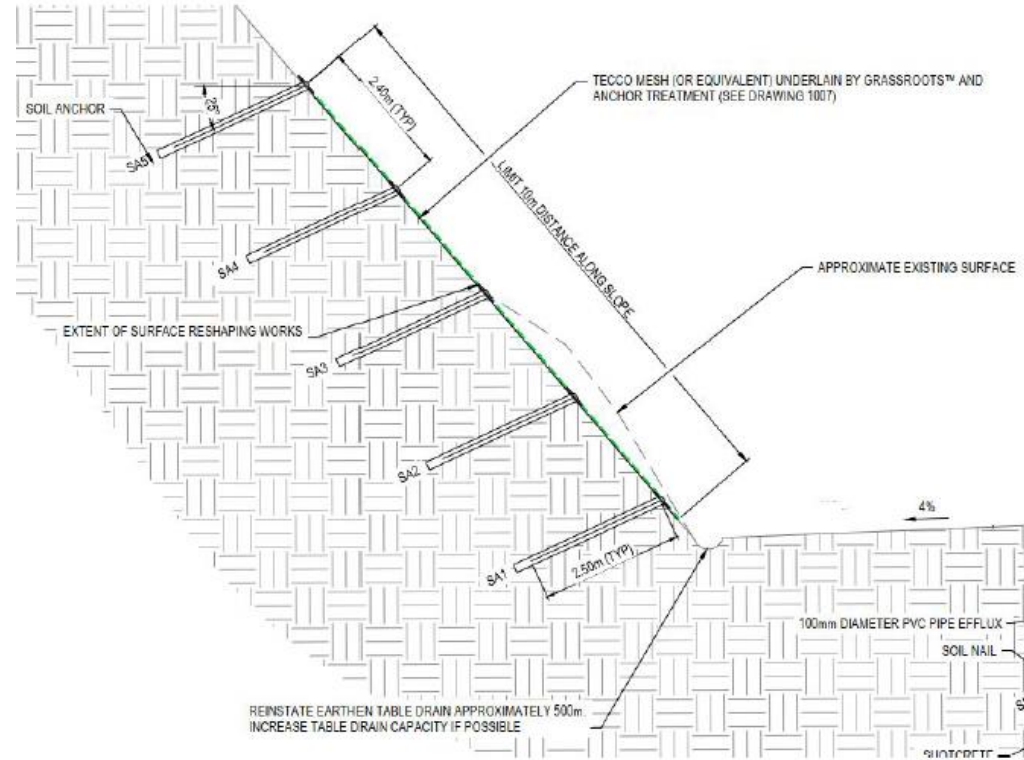 TECCO MESH (OR EQUIVALENT) UNDERLAIN BY GRASSROOTS™ AND
ANCHOR TREATMENT (SEE DRAWING 1007)
SOIL ANCHOR
2.40m (TYP)
25°
SA5
LIMIT 10m DISTANCE ALONG SLOPE
APPROXIMATE EXISTING SURFACE
SA4
EXTENT OF SURFACE RESHAPING WORKS
SA3
SA2
4%
SA1
2.50m (TYP)
100mm DIAMETER PVC PIPE EFFLUX
SOIL NAIL
REINSTATE EARTHEN TABLE DRAIN APPROXIMATELY 500m.
INCREASE TABLE DRAIN CAPACITY IF POSSIBLE
SHOTCRETE